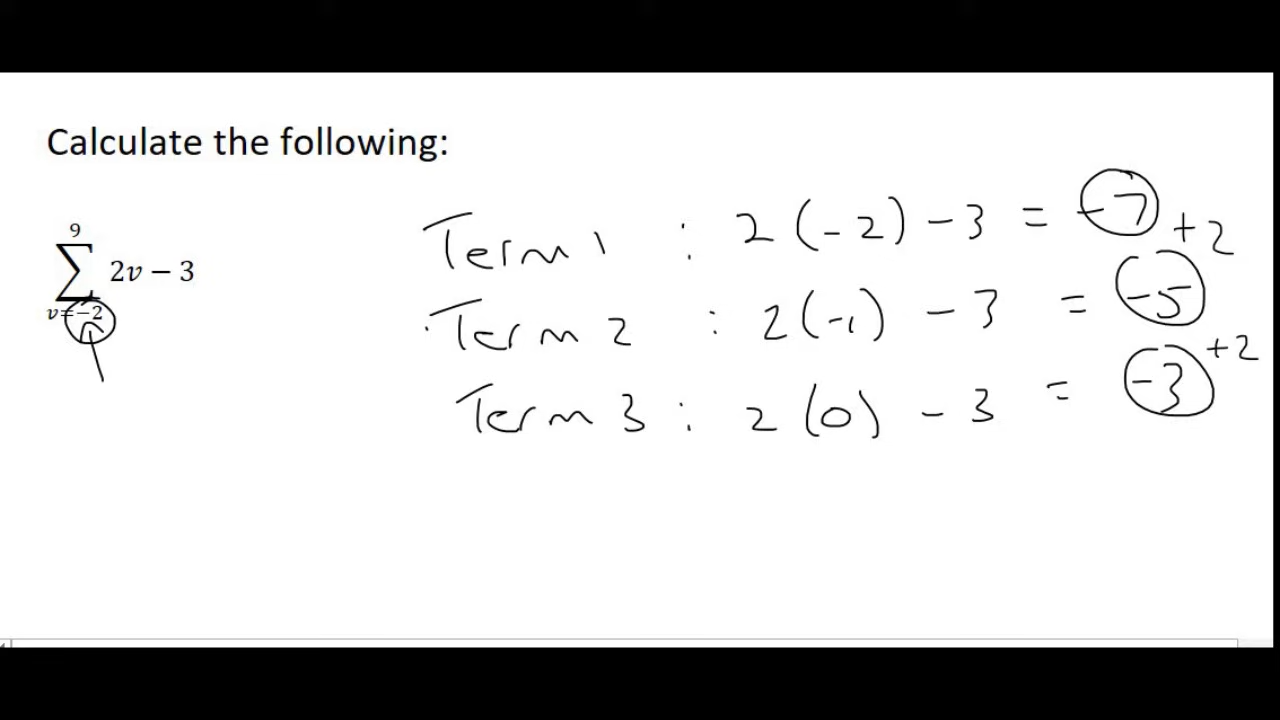 Calculate the following:
9
∑ 2v − 3
v=−2
Term 1 : 2 (-2) - 3 = -7
+2
Term 2 : 2 (-1) - 3 = -5
+2
Term 3 : 2 (0) - 3 = -3